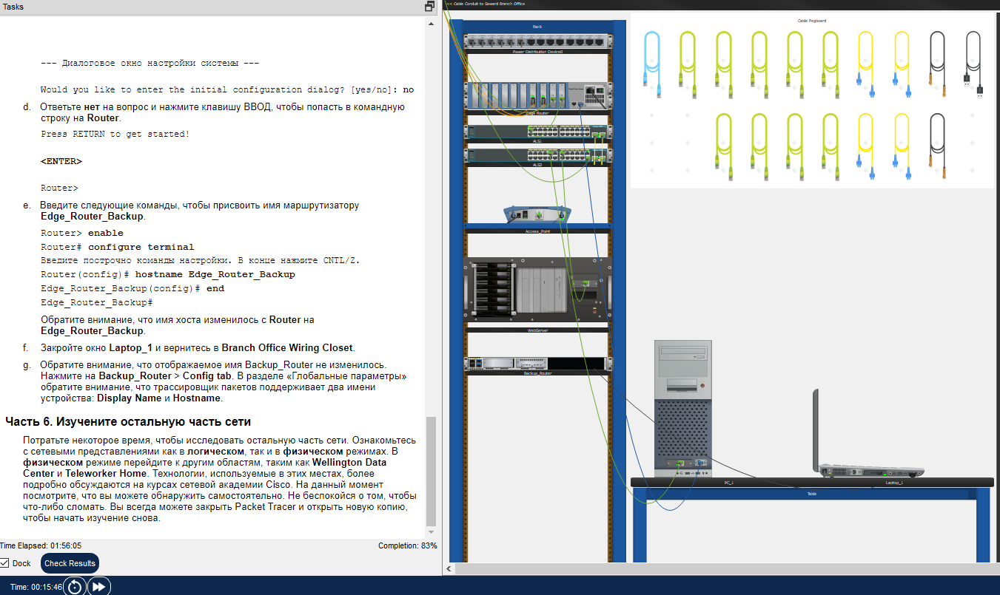 Tasks
--- Диалоговое окно настройки системы ---
Would you like to enter the initial configuration dialog? [yes/no]: no
d. Ответьте нет на вопрос и нажмите клавишу ВВОД, чтобы попасть в командную
строку на Router.
Press RETURN to get started!
<ENTER>
Router>
e. Введите следующие команды, чтобы присвоить имя маршрутизатору
Edge_Router_Backup.
Router> enable
Router# configure terminal
Введите построчно команды настройки. В конце нажмите CNTL/Z.
Router(config)# hostname Edge_Router_Backup
Edge_Router_Backup(config)# end
Edge_Router_Backup#
Обратите внимание, что имя хоста изменилось с Router на
Edge_Router_Backup.
f. Закройте окно Laptop_1 и вернитесь в Branch Office Wiring Closet.
g. Обратите внимание, что отображаемое имя Backup_Router не изменилось.
Нажмите на Backup_Router > Config tab. В разделе «Глобальные параметры»
обратите внимание, что трассировщик пакетов поддерживает два имени
устройства: Display Name и Hostname.
Часть 6. Изучите остальную часть сети
Потратьте некоторое время, чтобы исследовать остальную часть сети. Ознакомьтесь
с сетевыми представлениями как в логическом, так и в физическом режимах. В
физическом режиме перейдите к другим областям, таким как Wellington Data
Center и Teleworker Home. Технологии, используемые в этих местах, более
подробно обсуждаются на курсах сетевой академии Cisco. На данный момент
посмотрите, что вы можете обнаружить самостоятельно. Не беспокойся о том, чтобы
что-либо сломать. Вы всегда можете закрыть Packet Tracer и открыть новую копию,
чтобы начать изучение снова.
Time Elapsed: 01:56:05
Completion: 83%
Dock
Check Results
Time: 00:15:46
<< Cable Conduit to Seward Branch Office
Rack
Power Distribution Device0
Edge_Router
ALS1
ALS2
Access_Point
WebServer
Backup_Router
Cable Pegboard
PC_1
Laptop_1
Table